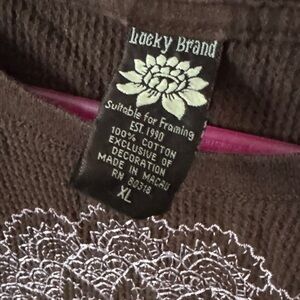 Lucky Brand
Suitable for Framing
EST. 1990
100% COTTON
EXCLUSIVE OF
DECORATION
MADE IN MACAU
RN 80318
XL